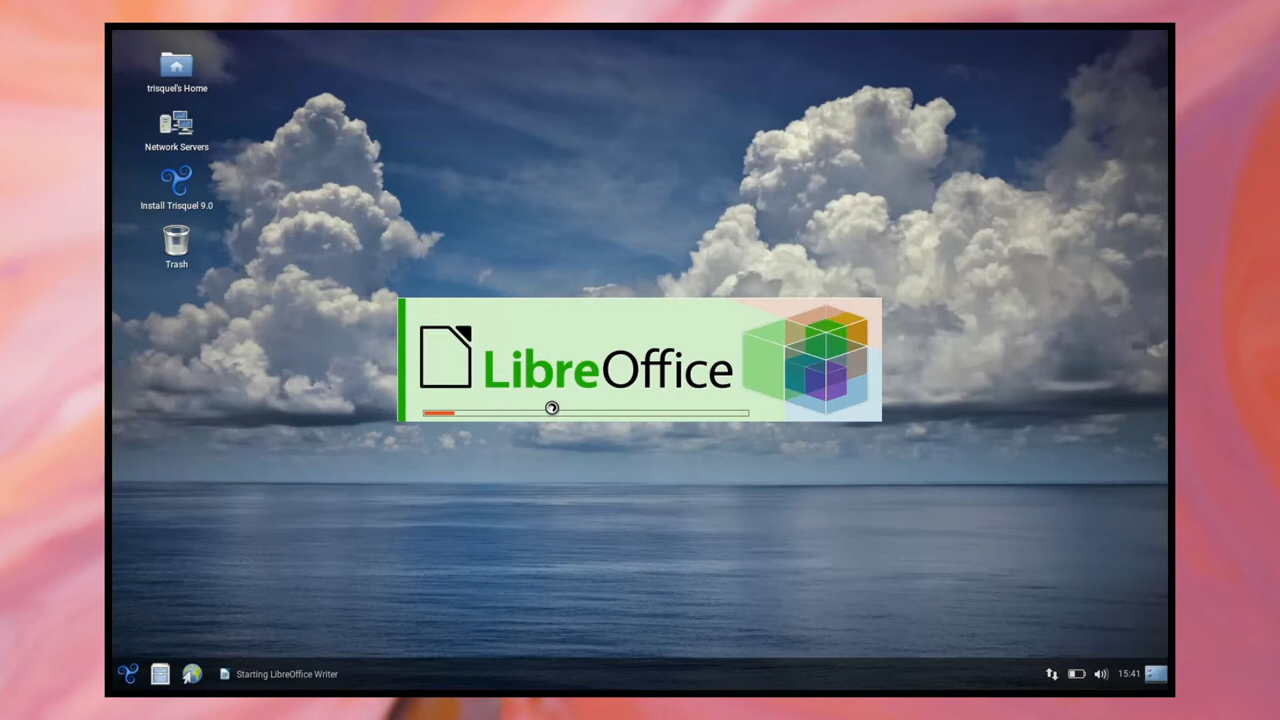 trisquel's Home
Network Servers
Install Trisquel 9.0
Trash
LibreOffice
Starting LibreOffice Writer
15:41